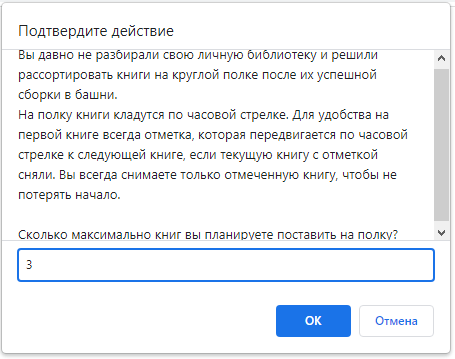 Подтвердите действие
Вы давно не разбирали свою личную библиотеку и решили
рассортировать книги на круглой полке после их успешной
сборки в башни.
На полку книги кладутся по часовой стрелке. Для удобства на
первой книге всегда отметка, которая передвигается по часовой
стрелке к следующей книге, если текущую книгу с отметкой
сняли. Вы всегда снимаете только отмеченную книгу, чтобы не
потерять начало.
Сколько максимально книг вы планируете поставить на полку?
3
ОК
Отмена